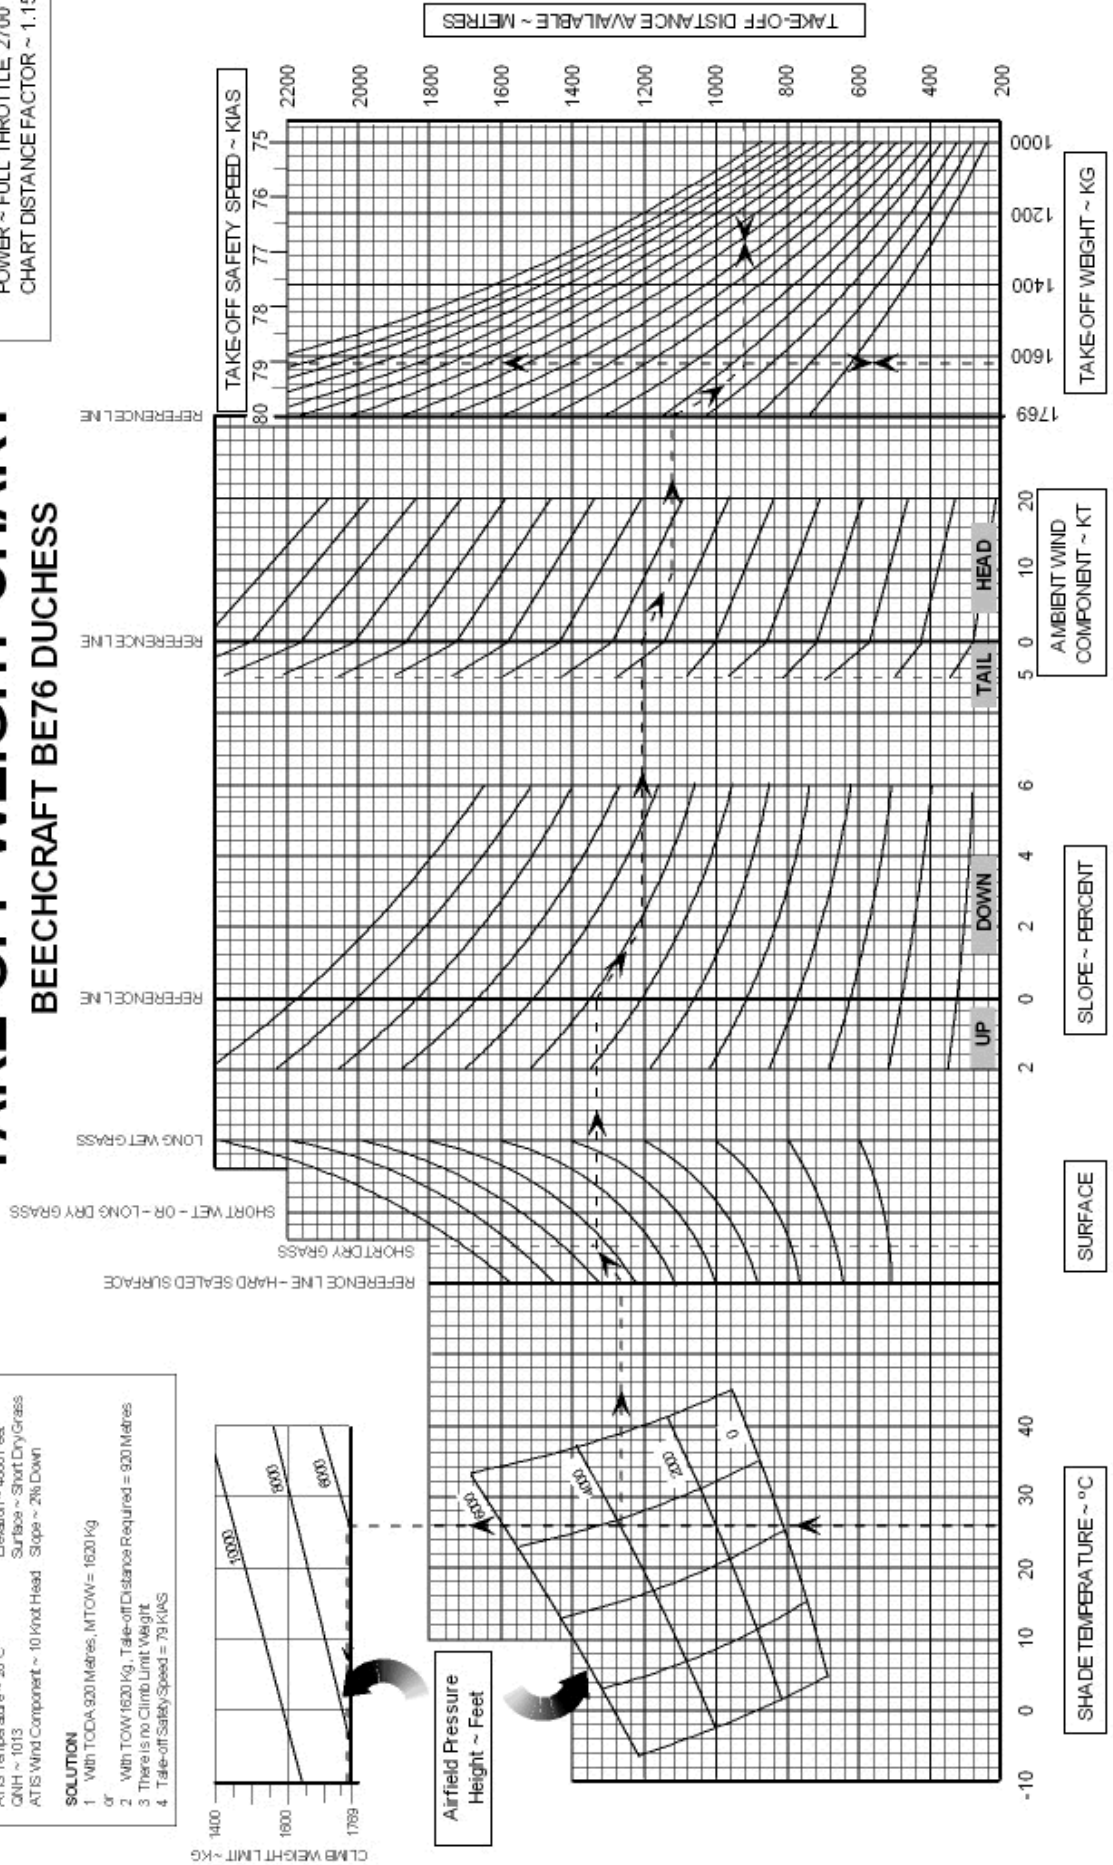 POWER ~ FULL THROTTLE, 2700
CHART DISTANCE FACTOR ~ 1.15
TAKE-OFF WEIGHT CHART
BEECHCRAFT BE76 DUCHESS
QNH ~ 1013
Surface ~ Short Dry Grass
ATIS Wind Component ~ 10 Knot Head
Slope ~ 2% Down
SOLUTION
1 With TODA 920 Metres, MTOW = 1620 Kg
or
2 With TOW 1620 Kg, Take-off Distance Required = 920 Metres
3 There is no Climb Limit Weight
4 Take-off Safety Speed = 79 KIAS
CLIMB WEIGHT LIMIT ~ KG
1400
1600
1769
1000
8000
6000
Airfield Pressure
Height ~ Feet
6000
4000
2000
0
REFERENCE LINE - HARD SEALED SURFACE
SHORT DRY GRASS
SHORT WET - OR - LONG DRY GRASS
LONG WET GRASS
REFERENCE LINE
REFERENCE LINE
REFERENCE LINE
TAKE-OFF SAFETY SPEED ~ KIAS
80
79
78
77
76
75
2200
2000
1800
1600
1400
1200
1000
800
600
400
200
TAKE-OFF DISTANCE AVAILABLE ~ METRES
UP
DOWN
TAIL
HEAD
-10
0
10
20
30
40
2
0
2
4
6
5
0
10
20
1769
1600
1400
1200
1000
SHADE TEMPERATURE ~ ºC
SURFACE
SLOPE ~ PERCENT
AMBIENT WIND
COMPONENT ~ KT
TAKE-OFF WEIGHT ~ KG